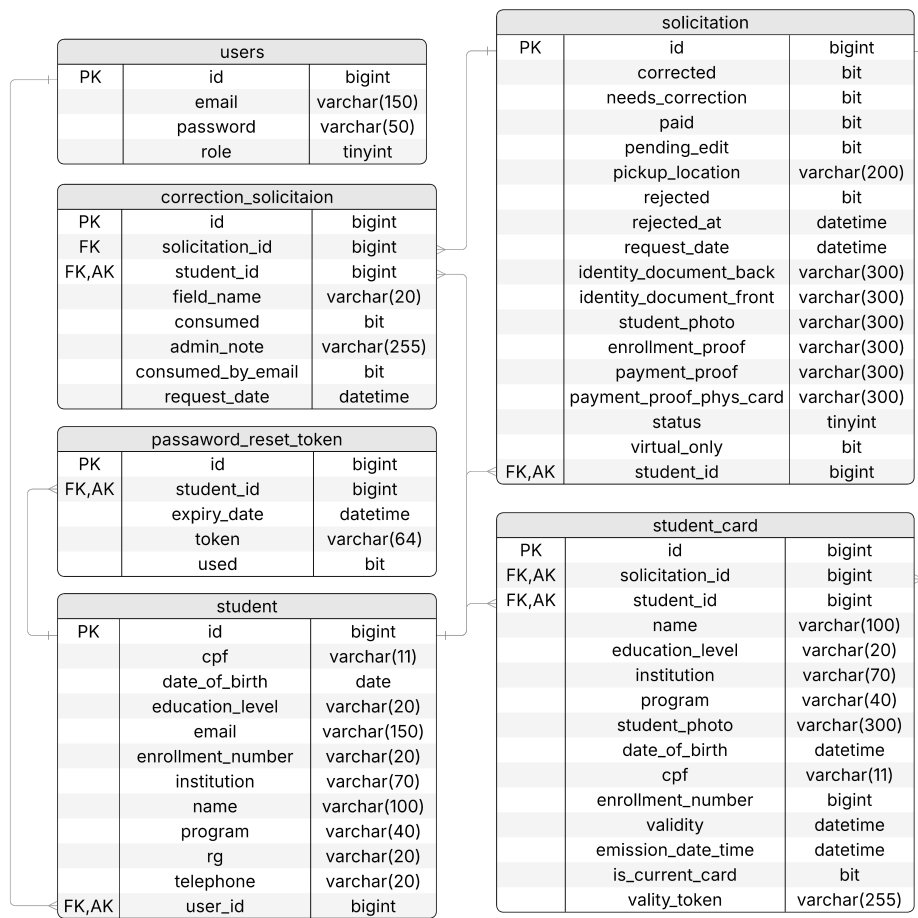 users
PK id bigint
email varchar(150)
password varchar(50)
role tinyint
correction_solicitaion
PK id bigint
FK solicitation_id bigint
FK,AK student_id bigint
field_name varchar(20)
consumed bit
admin_note varchar(255)
consumed_by_email bit
request_date datetime
passaword_reset_token
PK id bigint
FK,AK student_id bigint
expiry_date datetime
token varchar(64)
used bit
student
PK id bigint
cpf varchar(11)
date_of_birth date
education_level varchar(20)
email varchar(150)
enrollment_number varchar(20)
institution varchar(70)
name varchar(100)
program varchar(40)
rg varchar(20)
telephone varchar(20)
FK,AK user_id bigint
solicitation
PK id bigint
corrected bit
needs_correction bit
paid bit
pending_edit bit
pickup_location varchar(200)
rejected bit
rejected_at datetime
request_date datetime
identity_document_back varchar(300)
identity_document_front varchar(300)
student_photo varchar(300)
enrollment_proof varchar(300)
payment_proof varchar(300)
payment_proof_phys_card varchar(300)
status tinyint
virtual_only bit
FK,AK student_id bigint
student_card
PK id bigint
FK,AK solicitation_id bigint
FK,AK student_id bigint
name varchar(100)
education_level varchar(20)
institution varchar(70)
program varchar(40)
student_photo varchar(300)
date_of_birth datetime
cpf varchar(11)
enrollment_number bigint
validity datetime
emission_date_time datetime
is_current_card bit
vality_token varchar(255)